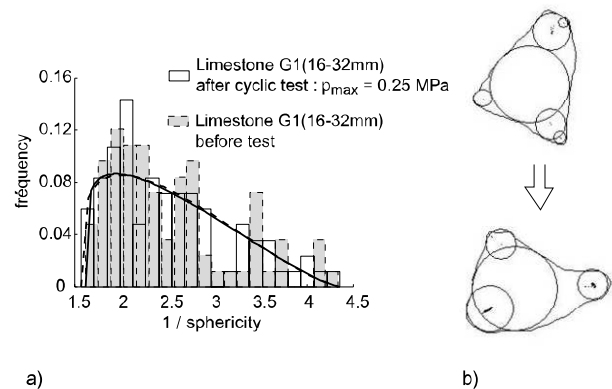 a)
b)
Limestone G1(16-32mm)
after cyclic test : pmax = 0.25 MPa
Limestone G1(16-32mm)
before test
fréquency
0.16
0.12
0.08
0.04
0
1.5 2 2.5 3 3.5 4 4.5
1 / sphericity
a)
b)